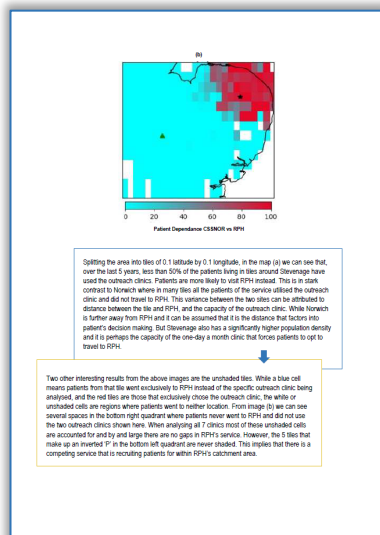 (b)
0 20 40 60 80 100
Patient Dependance CSSNOR vs RPH
Splitting the area into tiles of 0.1 latitude by 0.1 longitude, in the map (a) we can see that,
over the last 5 years, less than 50% of the patients living in tiles around Stevenage have
used the outreach clinics. Patients are more likely to visit RPH instead. This is in stark
contrast to Norwich where in many tiles all the patients of the service utilised the outreach
clinic and did not travel to RPH. This variance between the two sites can be attributed to
distance between the tile and RPH, and the capacity of the outreach clinic. While Norwich
is further away from RPH and it can be assumed that it is the distance that factors into
patient's decision making. But Stevenage also has a significantly higher population density
and it is perhaps the capacity of the one-day a month clinic that forces patients to opt to
travel to RPH.
Two other interesting results from the above images are the unshaded tiles. While a blue cell
means patients from that tile went exclusively to RPH instead of the specific outreach clinic being
analysed, and the red tiles are those that exclusively chose the outreach clinic, the white or
unshaded cells are regions where patients went to neither location. From image (b) we can see
several spaces in the bottom right quadrant where patients never went to RPH and did not use
the two outreach clinics shown here. When analysing all 7 clinics most of these unshaded cells
are accounted for and by and large there are no gaps in RPH's service. However, the 5 tiles that
make up an inverted 'P' in the bottom left quadrant are never shaded. This implies that there is a
competing service that is recruiting patients for within RPH's catchment area.